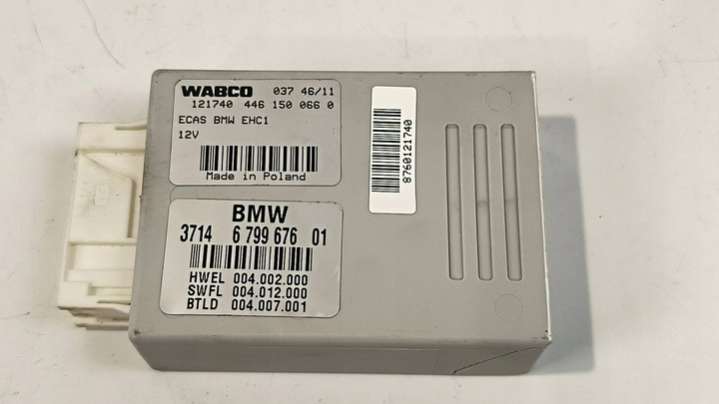 WABCO 037 46/11
121740 446 150 066 0
ECAS BMW EHC1
12V
Made in Poland
8760121740
BMW
3714 6 799 676 01
HWEL 004.002.000
SWFL 004.012.000
BTLD 004.007.001